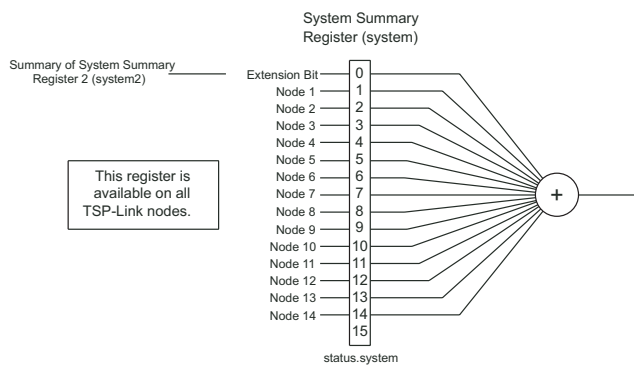 System Summary
Register (system)
Summary of System Summary
Register 2 (system2)
Extension Bit 0
Node 1 1
Node 2 2
Node 3 3
Node 4 4
Node 5 5
Node 6 6
Node 7 7
Node 8 8
Node 9 9
Node 10 10
Node 11 11
Node 12 12
Node 13 13
Node 14 14
15
This register is
available on all
TSP-Link nodes.
+
status.system